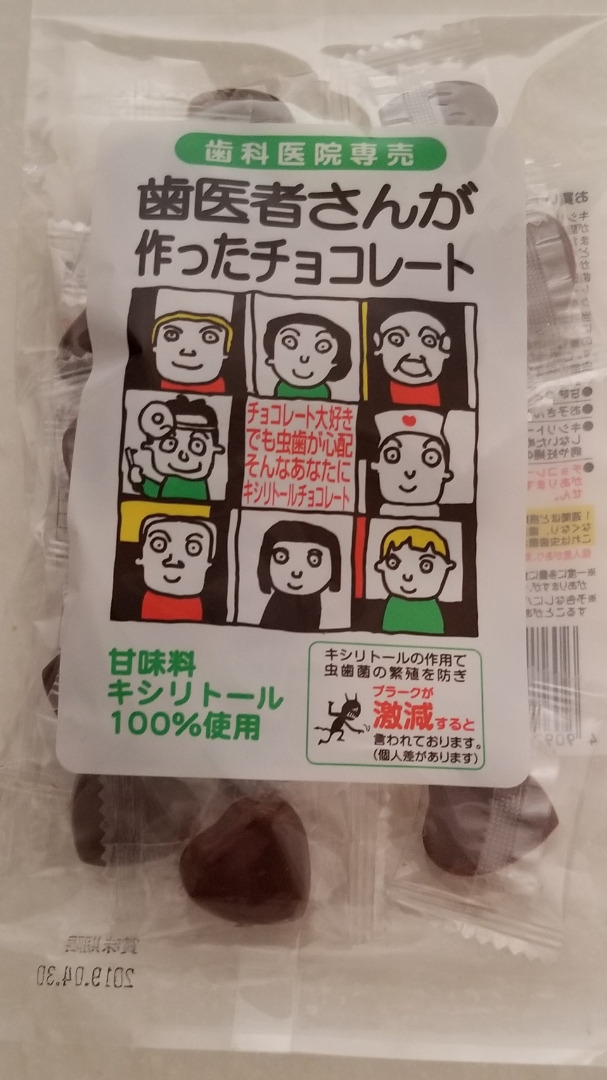 歯科医院専売
歯医者さんが
作ったチョコレート
チョコレート大好き
でも虫歯が心配
そんなあなたに
キシリトールチョコレート
甘味料
キシリトール
100%使用
キシリトールの作用で
虫歯菌の繁殖を防ぎ
プラークが
激減すると
言われております。
(個人差があります)
賞味期限
2019.04.30